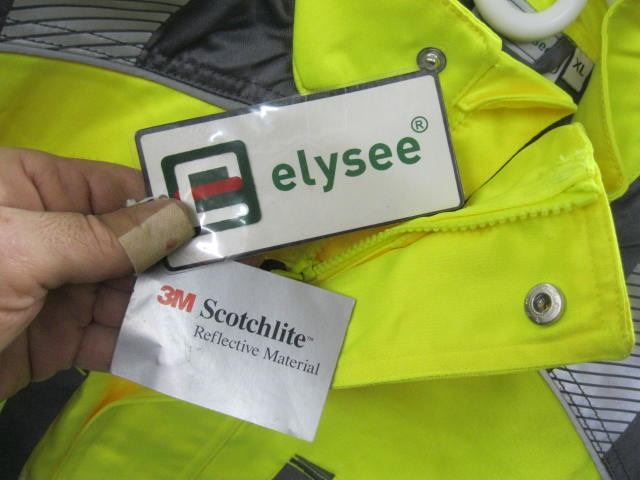 XL
elysee®
3M Scotchlite™
Reflective Material